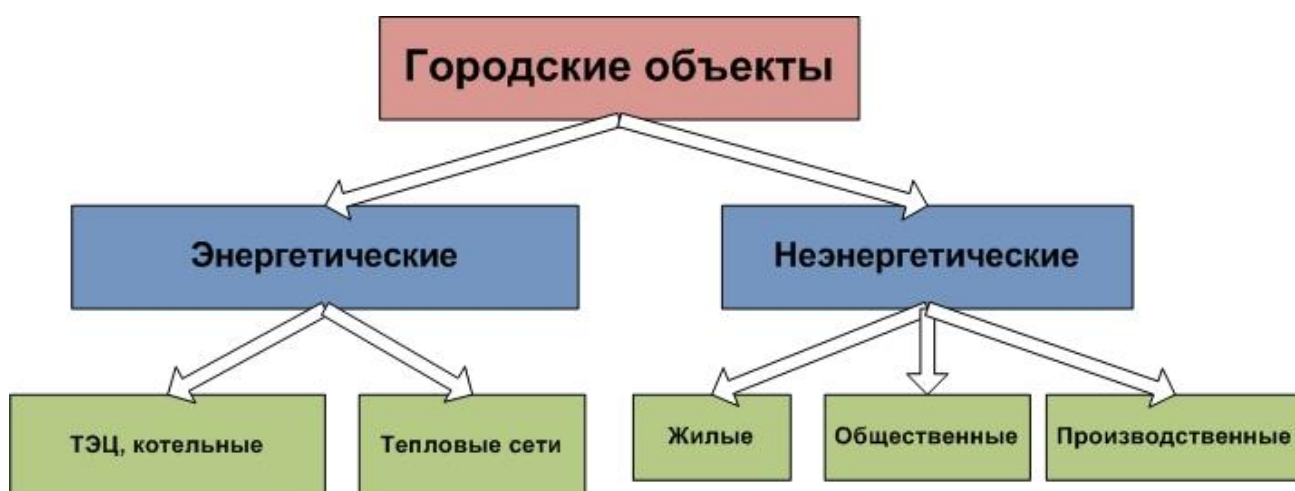 Городские объекты
Энергетические
Неэнергетические
ТЭЦ, котельные
Тепловые сети
Жилые
Общественные
Производственные